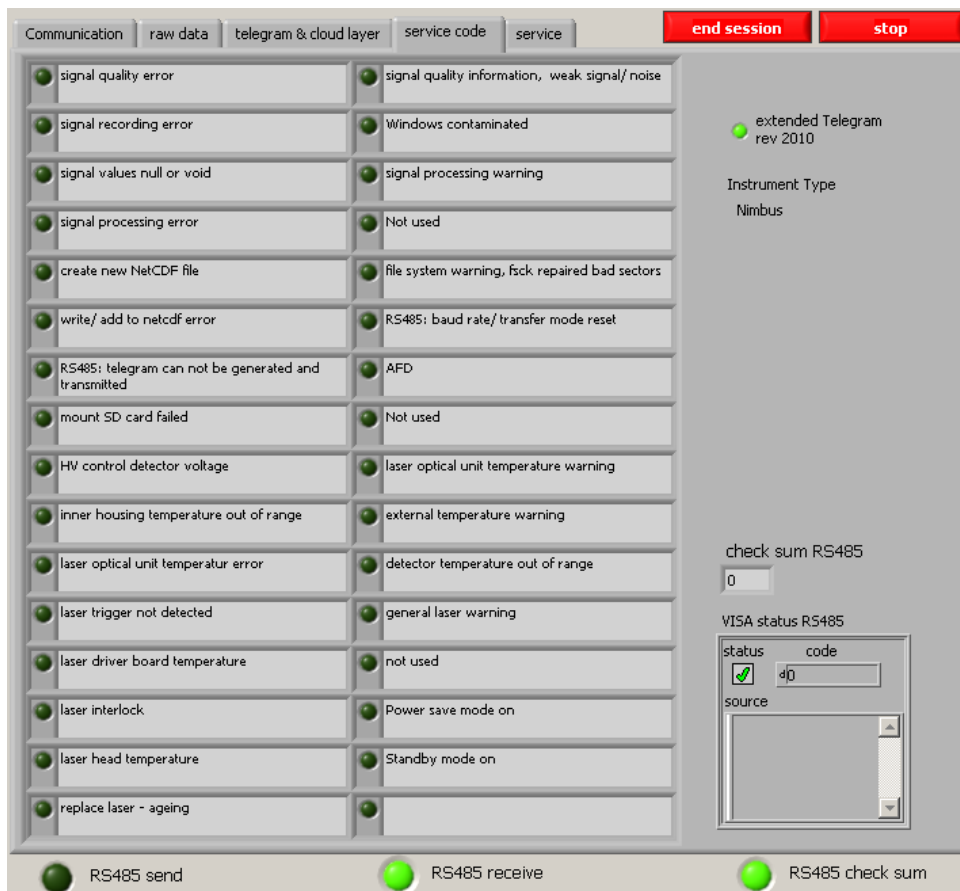 Communication
raw data
telegram & cloud layer
service code
service
end session
stop
signal quality error
signal quality information, weak signal/ noise
signal recording error
Windows contaminated
signal values null or void
signal processing warning
signal processing error
Not used
create new NetCDF file
file system warning, fsck repaired bad sectors
write/ add to netcdf error
RS485: baud rate/ transfer mode reset
RS485: telegram can not be generated and
transmitted
AFD
mount SD card failed
Not used
HV control detector voltage
laser optical unit temperature warning
inner housing temperature out of range
external temperature warning
laser optical unit temperatur error
detector temperature out of range
laser trigger not detected
general laser warning
laser driver board temperature
not used
laser interlock
Power save mode on
laser head temperature
Standby mode on
replace laser - ageing
extended Telegram
rev 2010
Instrument Type
Nimbus
check sum RS485
0
VISA status RS485
status
code
d0
source
RS485 send
RS485 receive
RS485 check sum